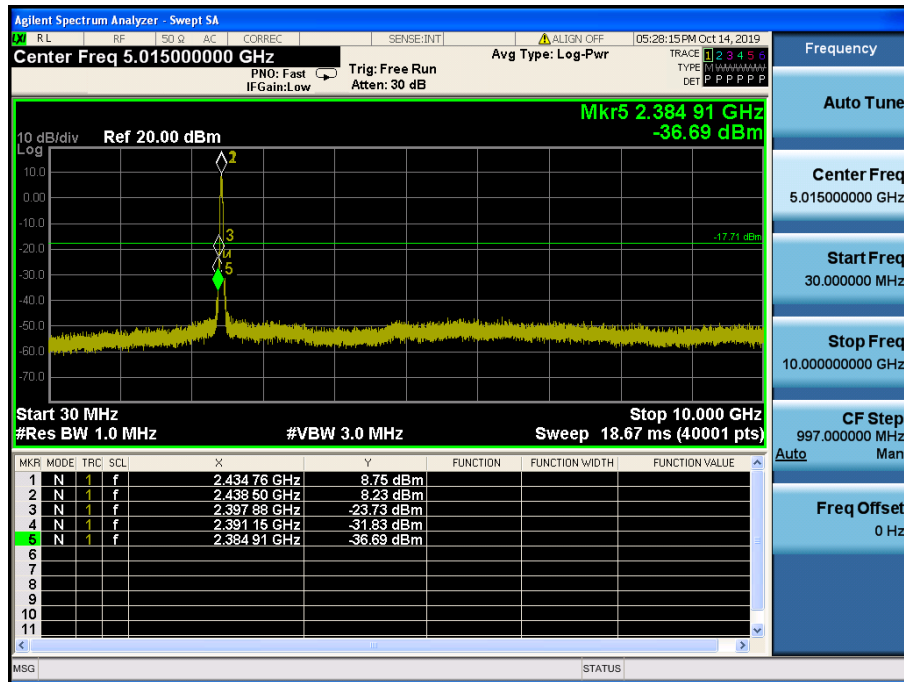 Agilent Spectrum Analyzer - Swept SA
LXI RL RF 50 Ω AC CORREC SENSE:INT ALIGN OFF 05:28:15PM Oct 14, 2019
Center Freq 5.015000000 GHz
PNO: Fast
IFGain:Low
Trig: Free Run
Atten: 30 dB
Avg Type: Log-Pwr
TRACE 1 2 3 4 5 6
TYPE M WWWWW
DET P P P P P P
Mkr5 2.384 91 GHz
-36.69 dBm
10 dB/div Ref 20.00 dBm
Log
10.0
0.00
-10.0
-20.0
-30.0
-40.0
-50.0
-60.0
-70.0
2
3
5
-17.71 dBm
Start 30 MHz Stop 10.000 GHz
#Res BW 1.0 MHz #VBW 3.0 MHz Sweep 18.67 ms (40001 pts)
MKR MODE TRC SCL X Y FUNCTION FUNCTION WIDTH FUNCTION VALUE
1 N 1 f 2.434 76 GHz 8.75 dBm
2 N 1 f 2.438 50 GHz 8.23 dBm
3 N 1 f 2.397 88 GHz -23.73 dBm
4 N 1 f 2.391 15 GHz -31.83 dBm
5 N 1 f 2.384 91 GHz -36.69 dBm
6
7
8
9
10
11
MSG STATUS
Frequency
Auto Tune
Center Freq
5.015000000 GHz
Start Freq
30.000000 MHz
Stop Freq
10.000000000 GHz
CF Step
997.000000 MHz
Auto Man
Freq Offset
0 Hz